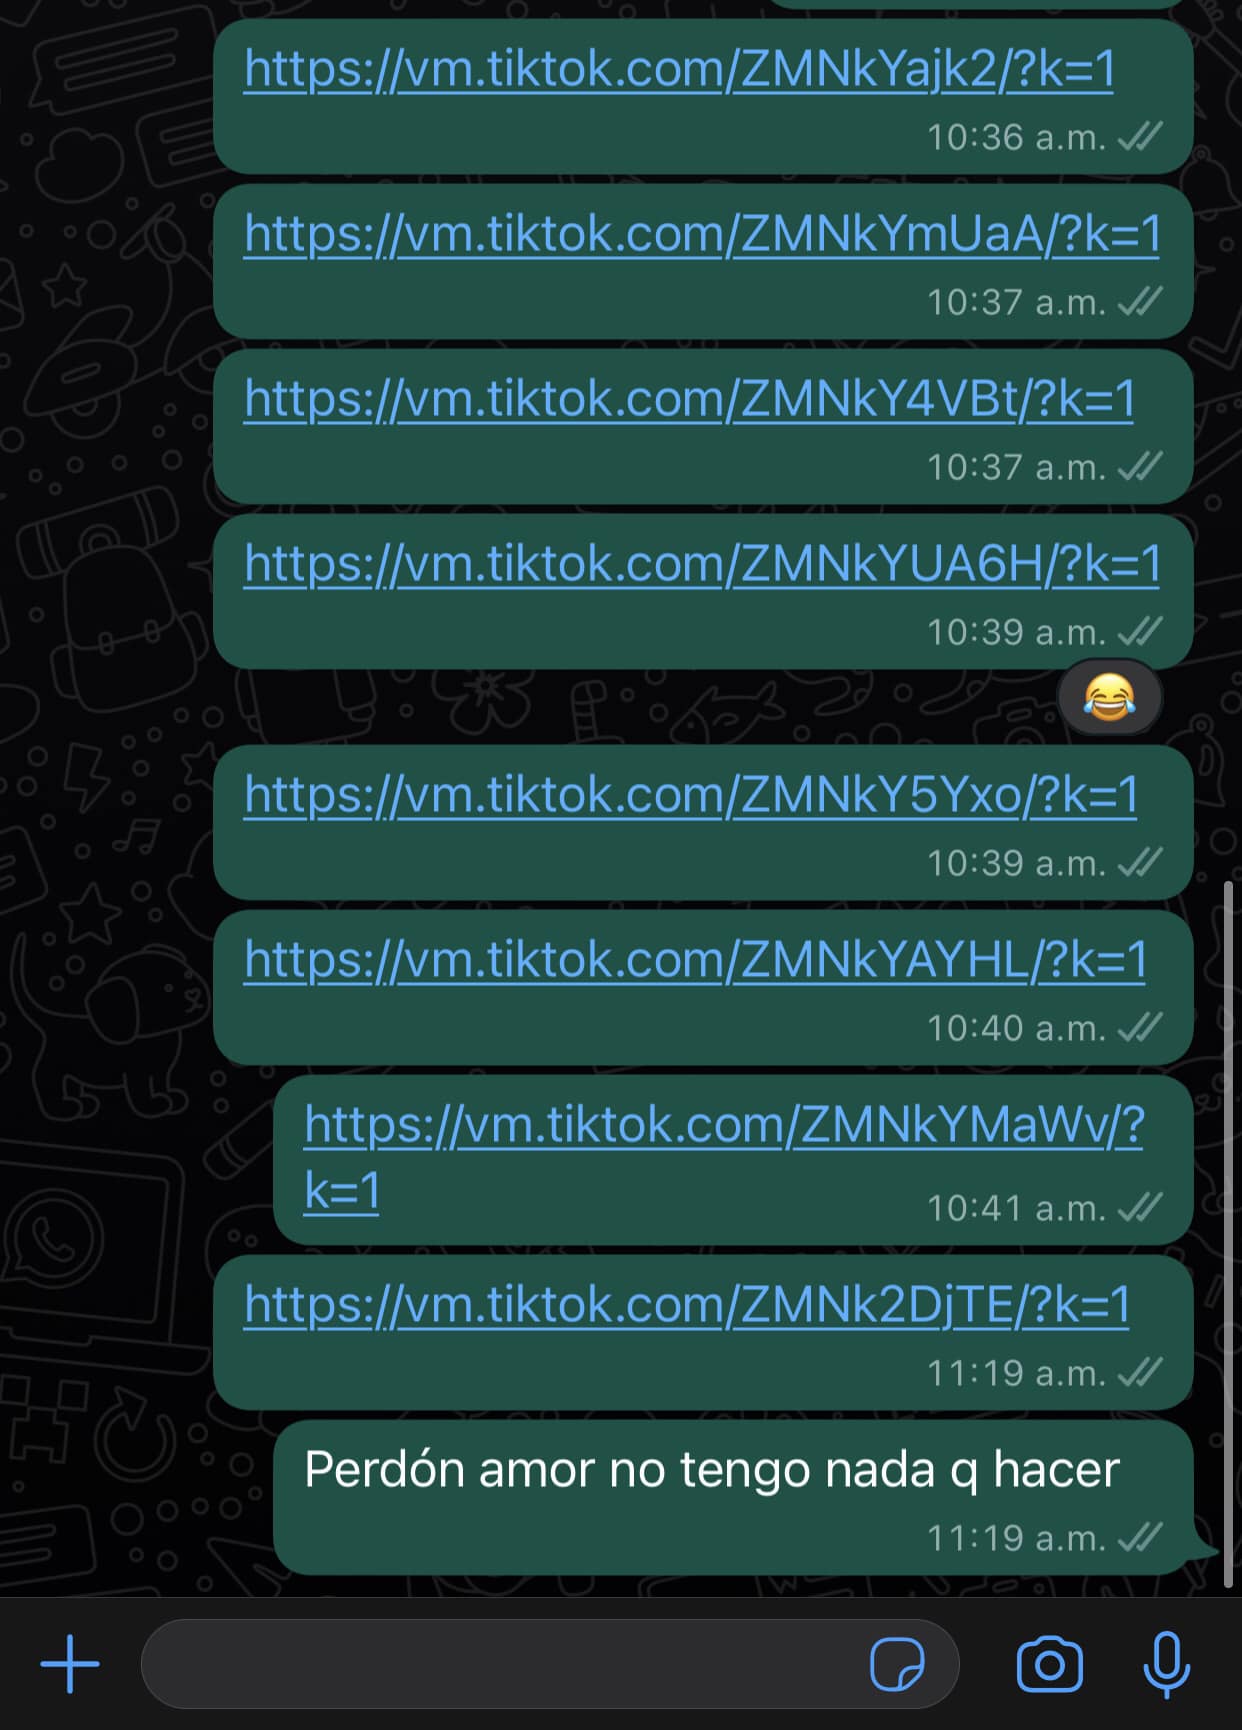 https://vm.tiktok.com/ZMNkYajk2/?k=1
10:36 a.m.
https://vm.tiktok.com/ZMNkYmUaA/?k=1
10:37 a.m.
https://vm.tiktok.com/ZMNkY4VBt/?k=1
10:37 a.m.
https://vm.tiktok.com/ZMNkYUA6H/?k=1
10:39 a.m.
https://vm.tiktok.com/ZMNkY5Yxo/?k=1
10:39 a.m.
https://vm.tiktok.com/ZMNkYAYHL/?k=1
10:40 a.m.
https://vm.tiktok.com/ZMNkYMaWv/?
k=1
10:41 a.m.
https://vm.tiktok.com/ZMNk2DjTE/?k=1
11:19 a.m.
Perdón amor no tengo nada q hacer
11:19 a.m.